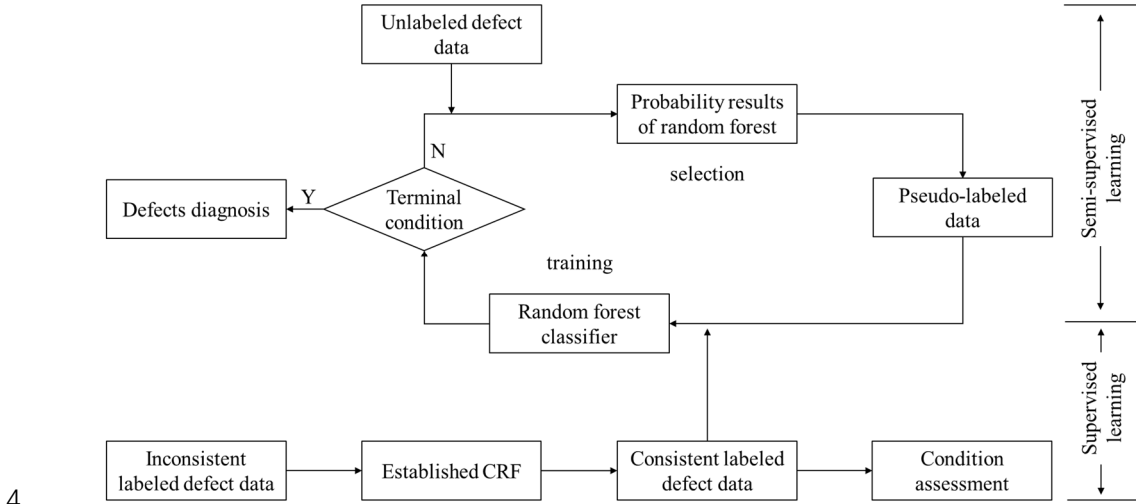 Unlabeled defect
data
Probability results
of random forest
N
selection
Y
Terminal
condition
Defects diagnosis
Pseudo-labeled
data
training
Random forest
classifier
Semi-supervised
learning
Inconsistent
labeled defect data
Established CRF
Consistent labeled
defect data
Condition
assessment
Supervised
learning
4